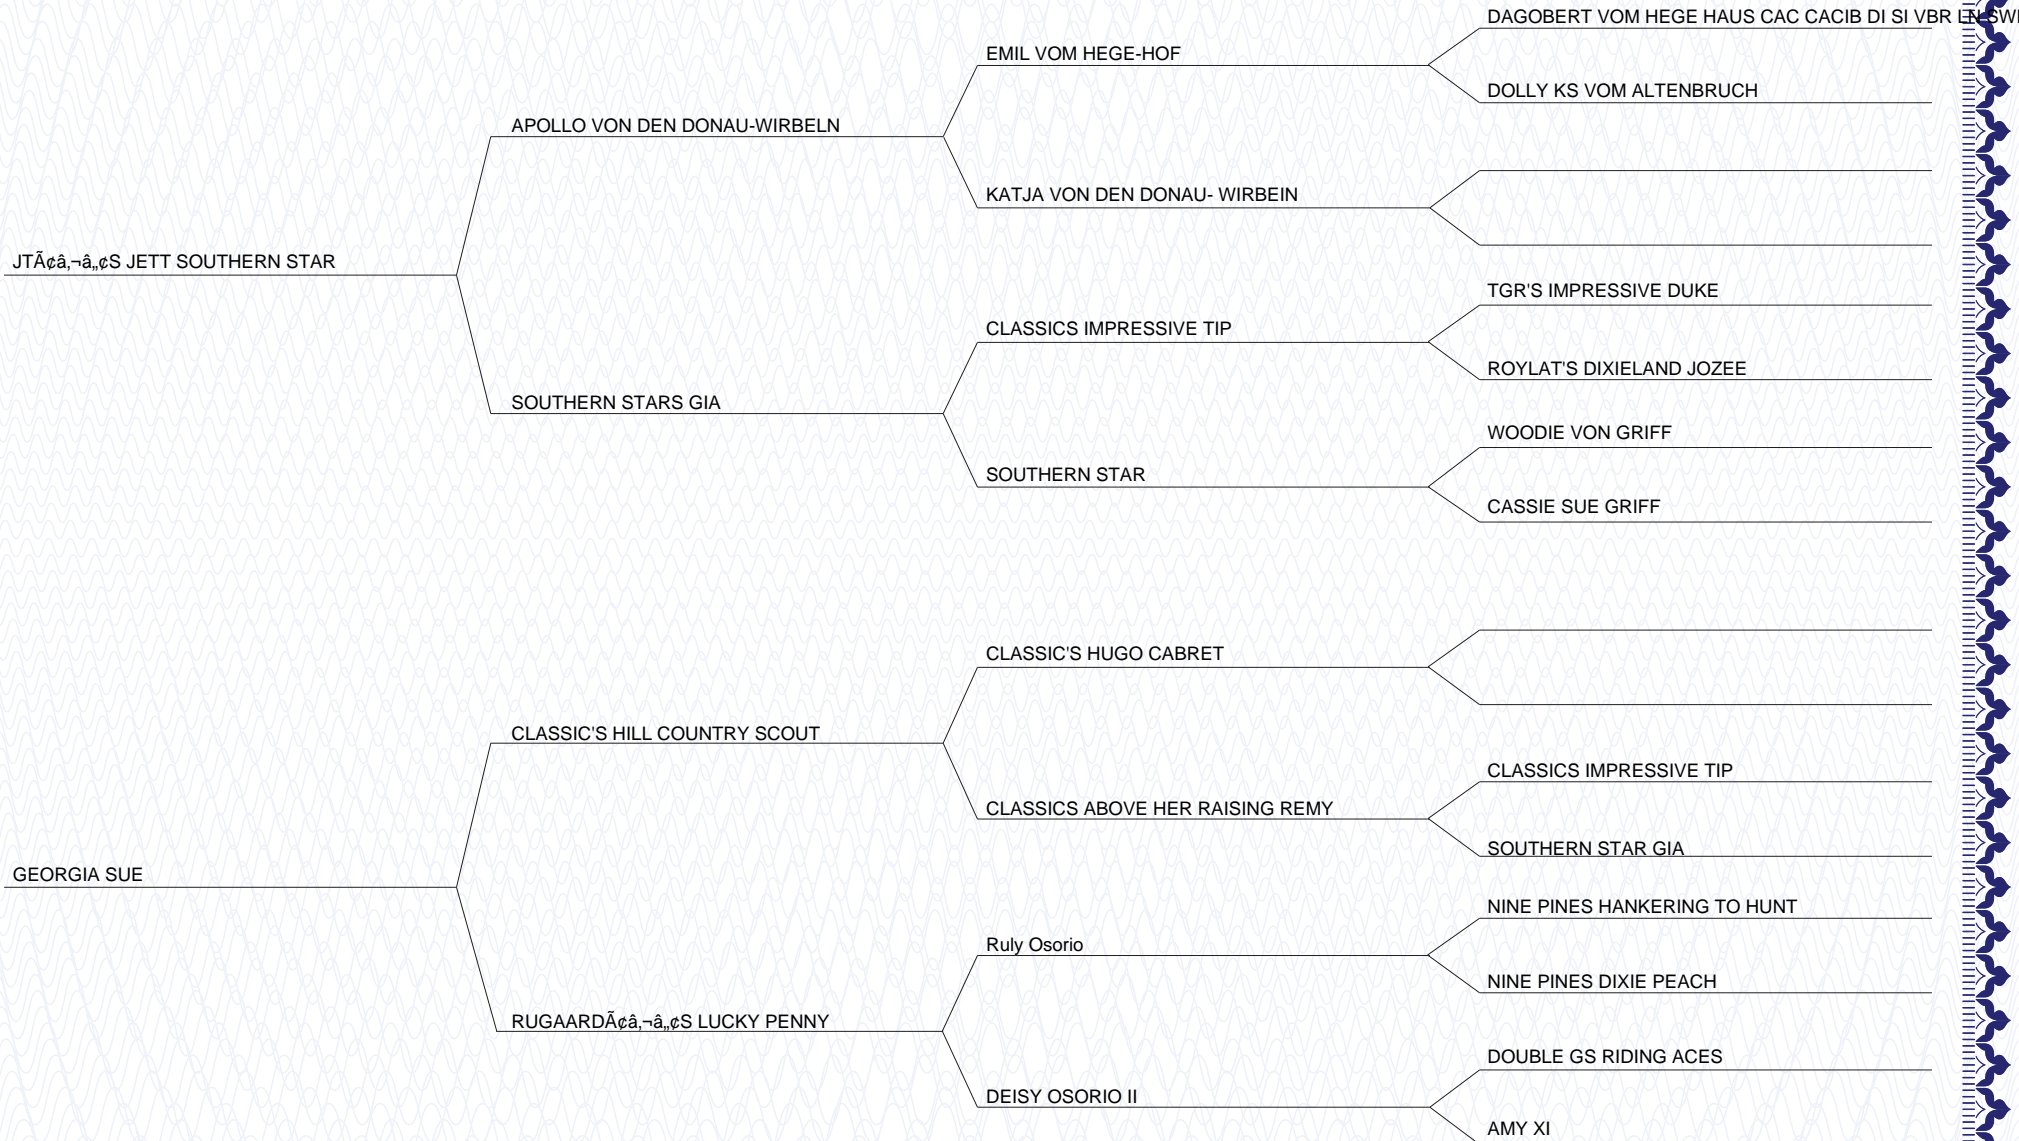 DAGOBERT VOM HEGE HAUS CAC CACIB DI SI VBR LN SWI
EMIL VOM HEGE-HOF
DOLLY KS VOM ALTENBRUCH
APOLLO VON DEN DONAU-WIRBELN
KATJA VON DEN DONAU- WIRBEIN
JTÃ¢â‚¬â„¢S JETT SOUTHERN STAR
TGR'S IMPRESSIVE DUKE
CLASSICS IMPRESSIVE TIP
ROYLAT'S DIXIELAND JOZEE
SOUTHERN STARS GIA
WOODIE VON GRIFF
SOUTHERN STAR
CASSIE SUE GRIFF
CLASSIC'S HUGO CABRET
CLASSIC'S HILL COUNTRY SCOUT
CLASSICS IMPRESSIVE TIP
CLASSICS ABOVE HER RAISING REMY
SOUTHERN STAR GIA
GEORGIA SUE
NINE PINES HANKERING TO HUNT
Ruly Osorio
NINE PINES DIXIE PEACH
RUGAARDÃ¢â‚¬â„¢S LUCKY PENNY
DOUBLE GS RIDING ACES
DEISY OSORIO II
AMY XI